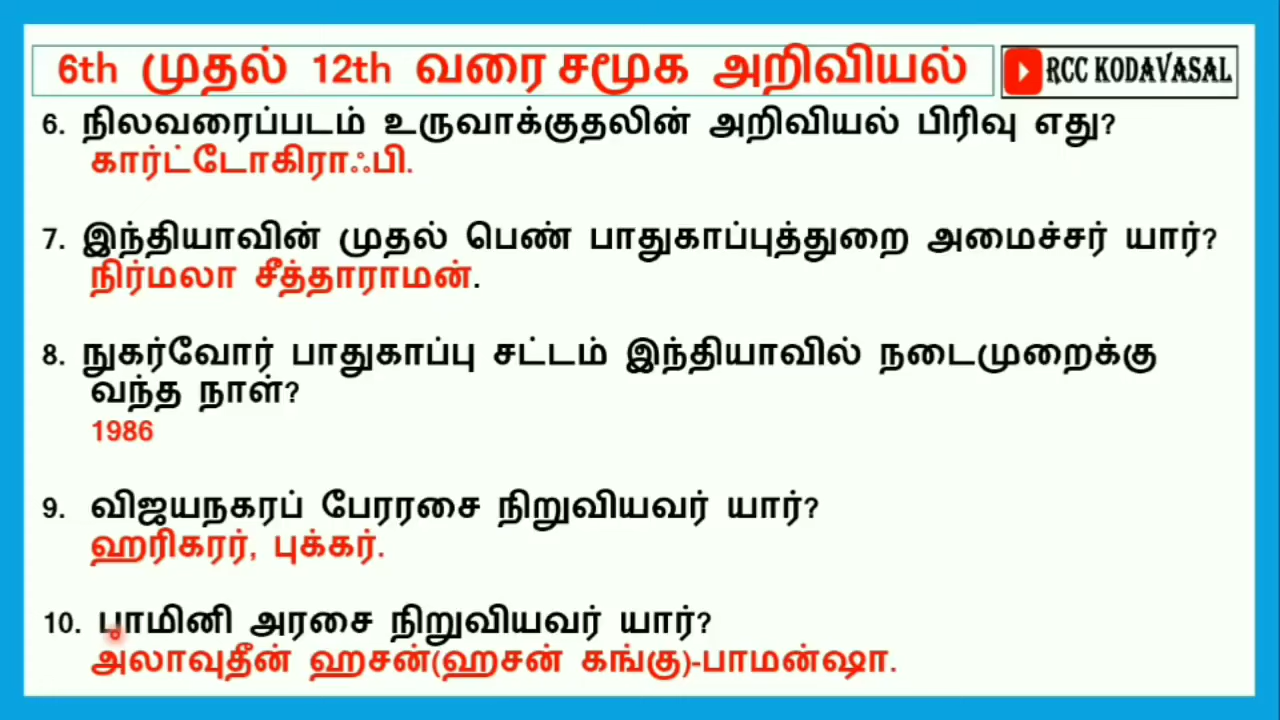 6th முதல் 12th வரை சமூக அறிவியல்
RCC KODAVASAL
6. நிலவரைப்படம் உருவாக்குதலின் அறிவியல் பிரிவு எது?
கார்ட்டோகிராஃபி.
7. இந்தியாவின் முதல் பெண் பாதுகாப்புத்துறை அமைச்சர் யார்?
நிர்மலா சீத்தாராமன்.
8. நுகர்வோர் பாதுகாப்பு சட்டம் இந்தியாவில் நடைமுறைக்கு
வந்த நாள்?
1986
9. விஜயநகரப் பேரரசை நிறுவியவர் யார்?
ஹரிகரர், புக்கர்.
10. பாமினி அரசை நிறுவியவர் யார்?
அலாவுதீன் ஹசன்(ஹசன் கங்கு)-பாமன்ஷா.